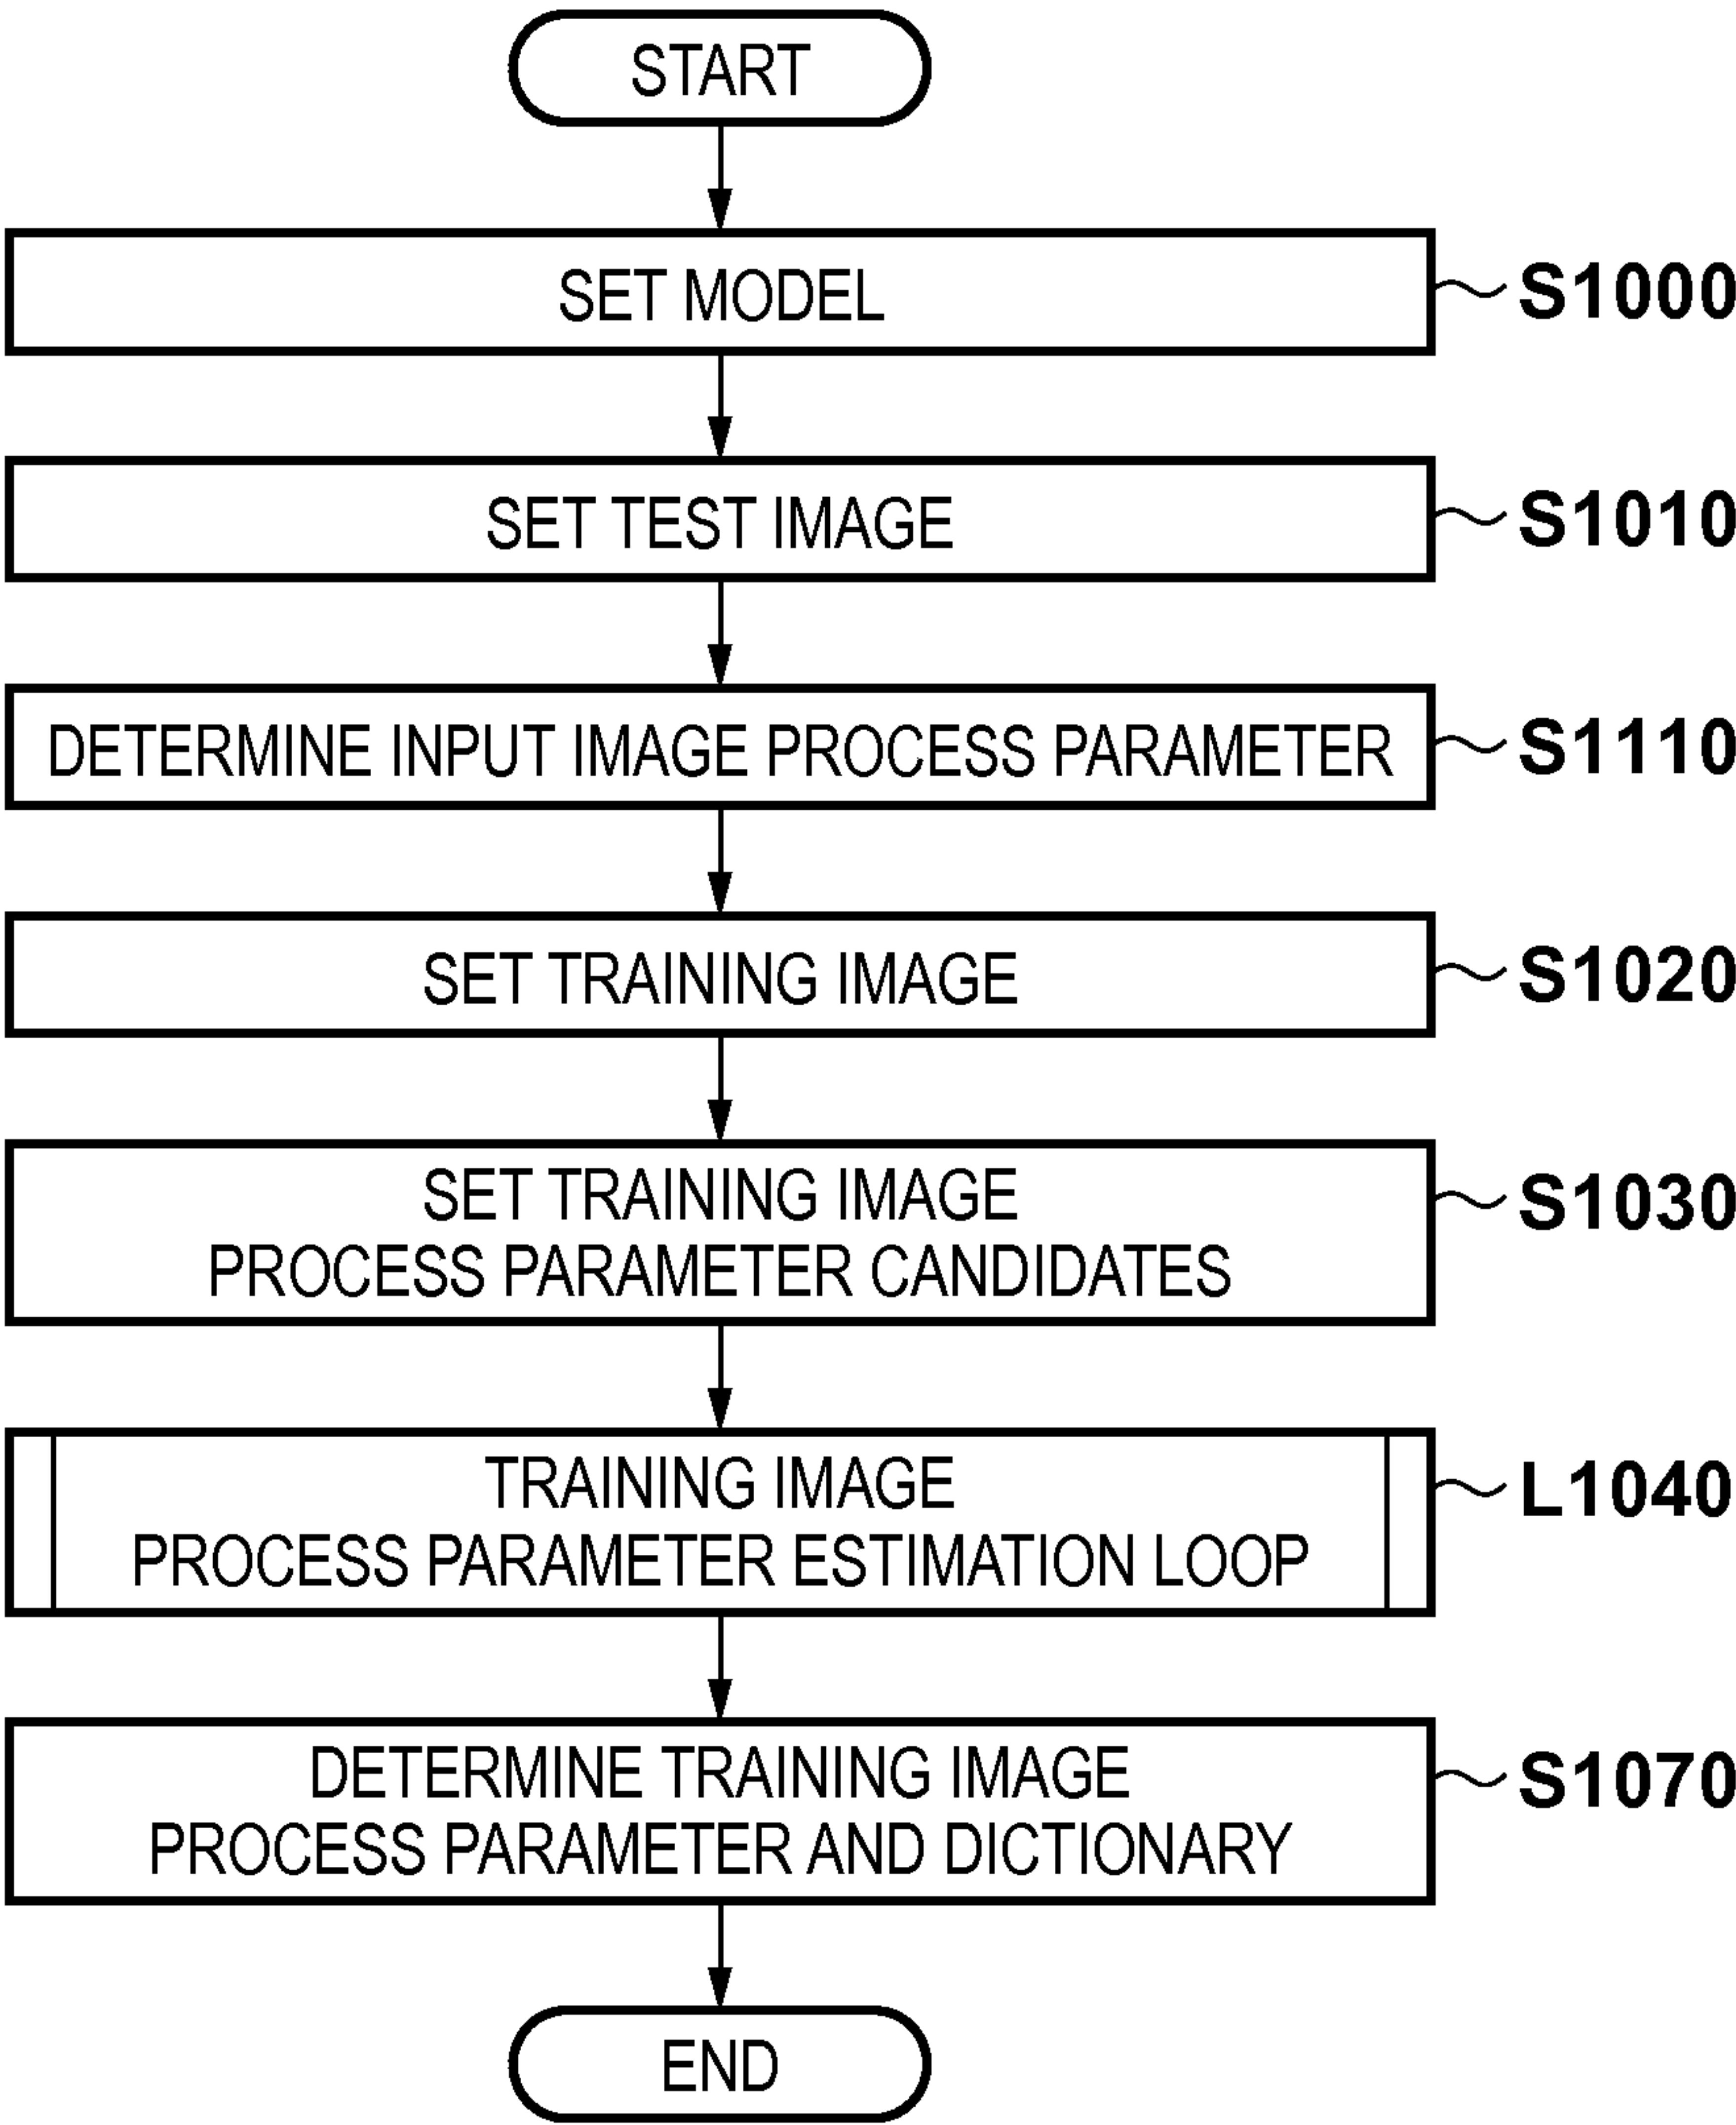 START
SET MODEL
S1000
SET TEST IMAGE
S1010
DETERMINE INPUT IMAGE PROCESS PARAMETER
S1110
SET TRAINING IMAGE
S1020
SET TRAINING IMAGE
PROCESS PARAMETER CANDIDATES
S1030
TRAINING IMAGE
PROCESS PARAMETER ESTIMATION LOOP
L1040
DETERMINE TRAINING IMAGE
PROCESS PARAMETER AND DICTIONARY
S1070
END